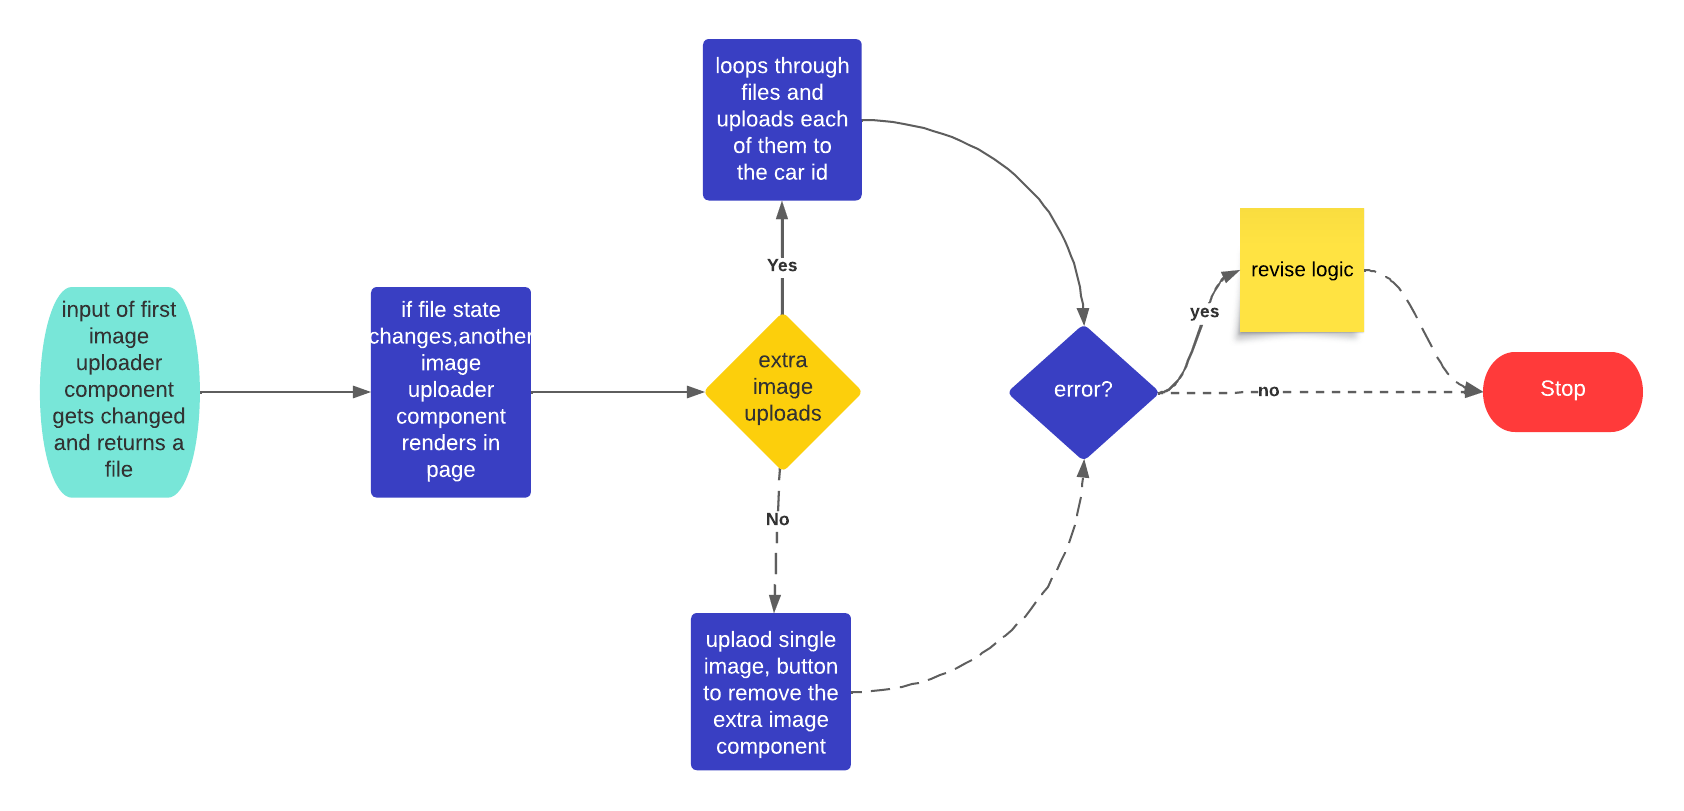 input of first
image
uploader
component
gets changed
and returns a
file
if file state
changes,another
image
uploader
component
renders in
page
extra
image
uploads
Yes
loops through
files and
uploads each
of them to
the car id
No
uplaod single
image, button
to remove the
extra image
component
error?
yes
revise logic
no
Stop